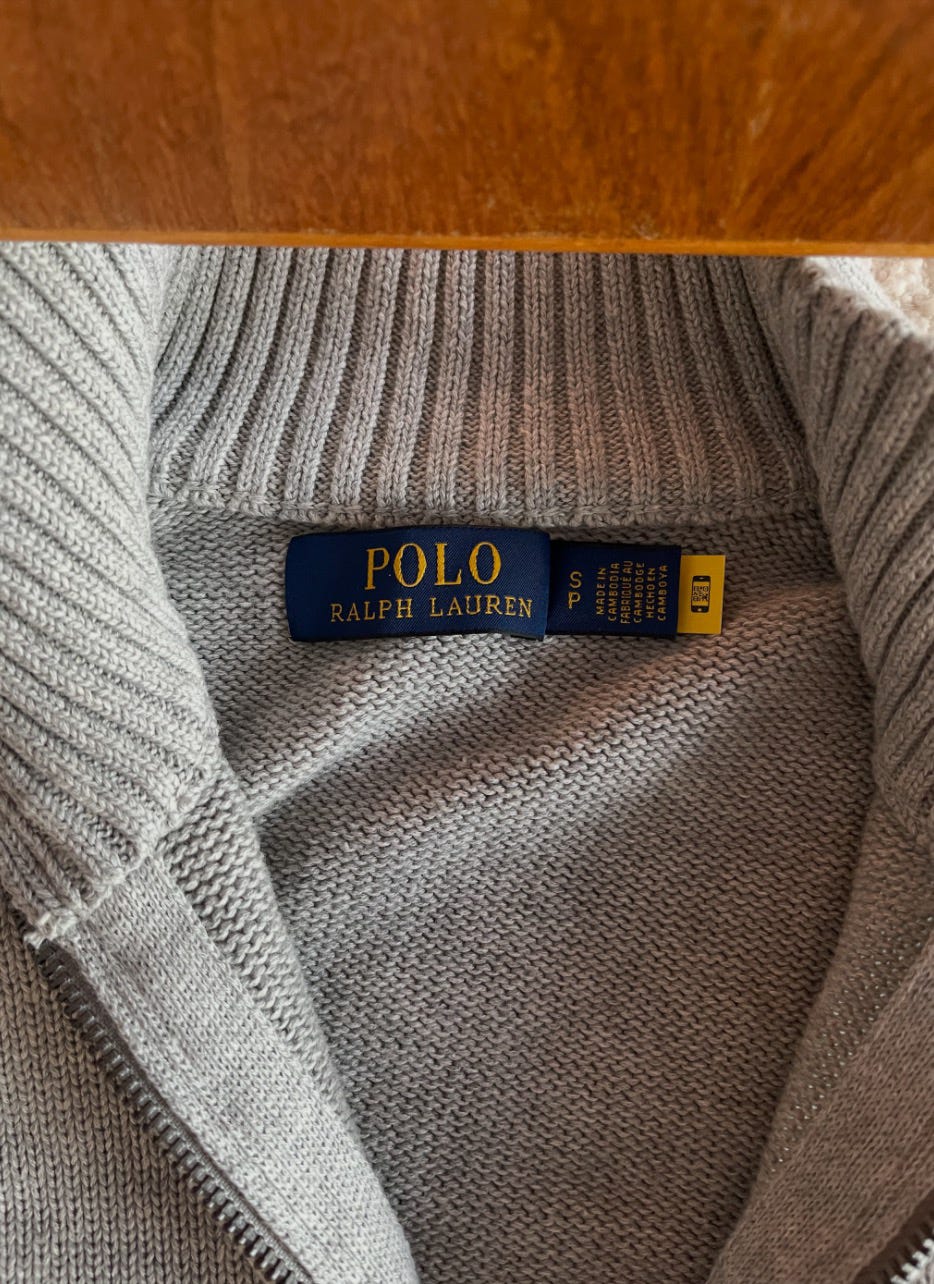 POLO
RALPH LAUREN
S
P
MADE IN
CAMBODIA
FABRIQUÉ AU
CAMBODGE
HECHO EN
CAMBOYA